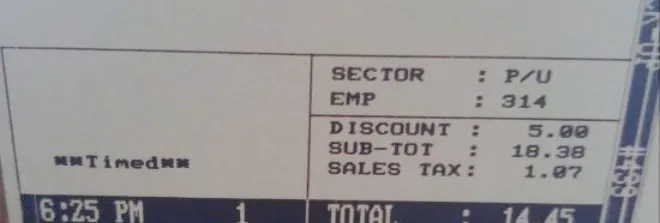 SECTOR : P/U
EMP : 314
DISCOUNT : 5.00
SUB-TOT : 18.38
SALES TAX: 1.07
**Timed**
6:25 PM 1 TOTAL : 14.45